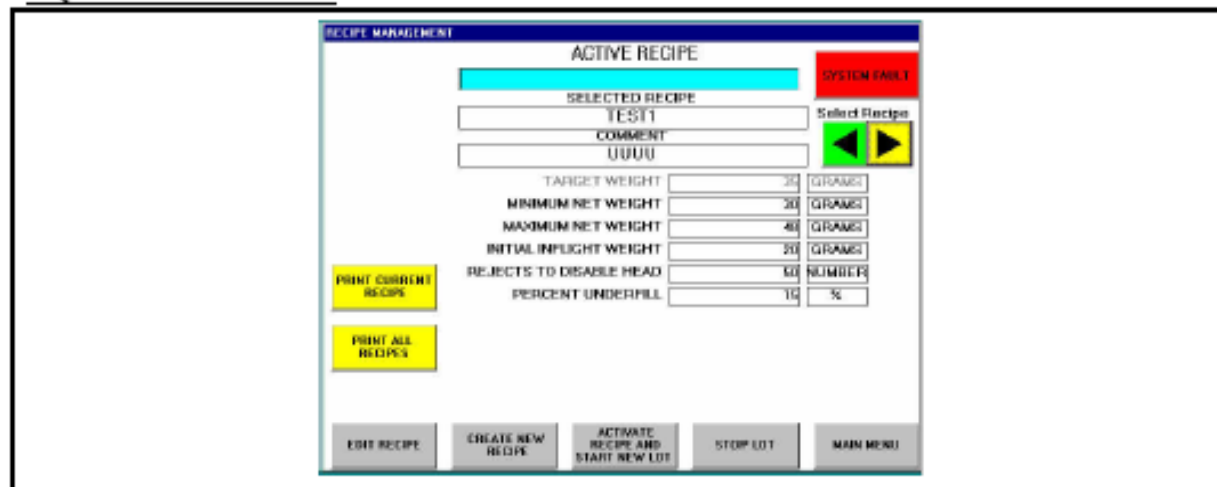 RECIPE MANAGEMENT
ACTIVE RECIPE
SYSTEM FAULT
SELECTED RECIPE
TEST1
Select Recipe
COMMENT
UUUU
TARGET WEIGHT 35 GRAMS
MINIMUM NET WEIGHT 30 GRAMS
MAXIMUM NET WEIGHT 40 GRAMS
INITIAL INFLIGHT WEIGHT 20 GRAMS
REJECTS TO DISABLE HEAD 50 NUMBER
PERCENT UNDERFILL 15 %
PRINT CURRENT
RECIPE
PRINT ALL
RECIPES
EDIT RECIPE
CREATE NEW
RECIPE
ACTIVATE
RECIPE AND
START NEW LOT
STOP LOT
MAIN MENU